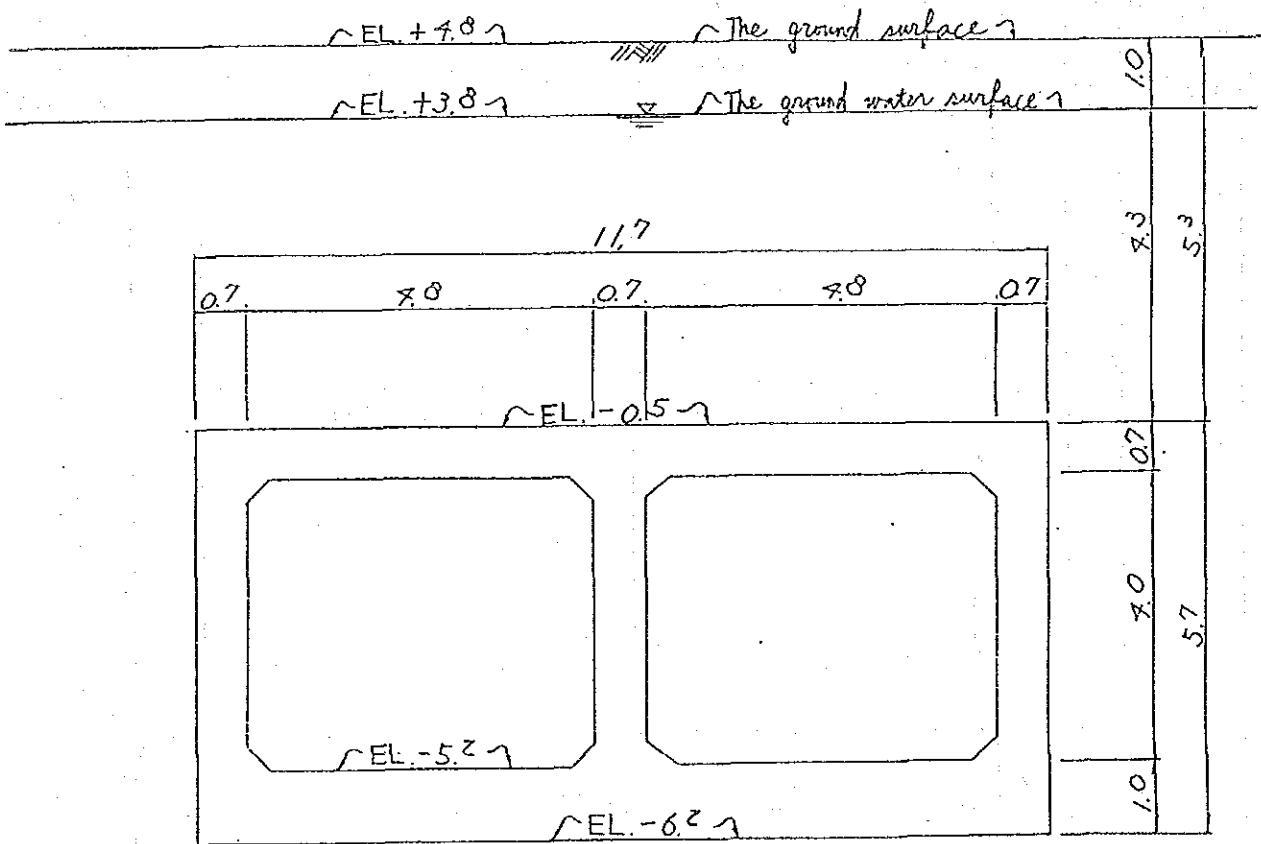 EL. +4.8 The ground surface
1.0
EL. +3.8 The ground water surface
4.3 5.3
11.7
0.7 4.8 0.7 4.8 0.7
EL. -0.5
0.7
4.0 5.7
EL. -5.2
1.0
EL. -6.2